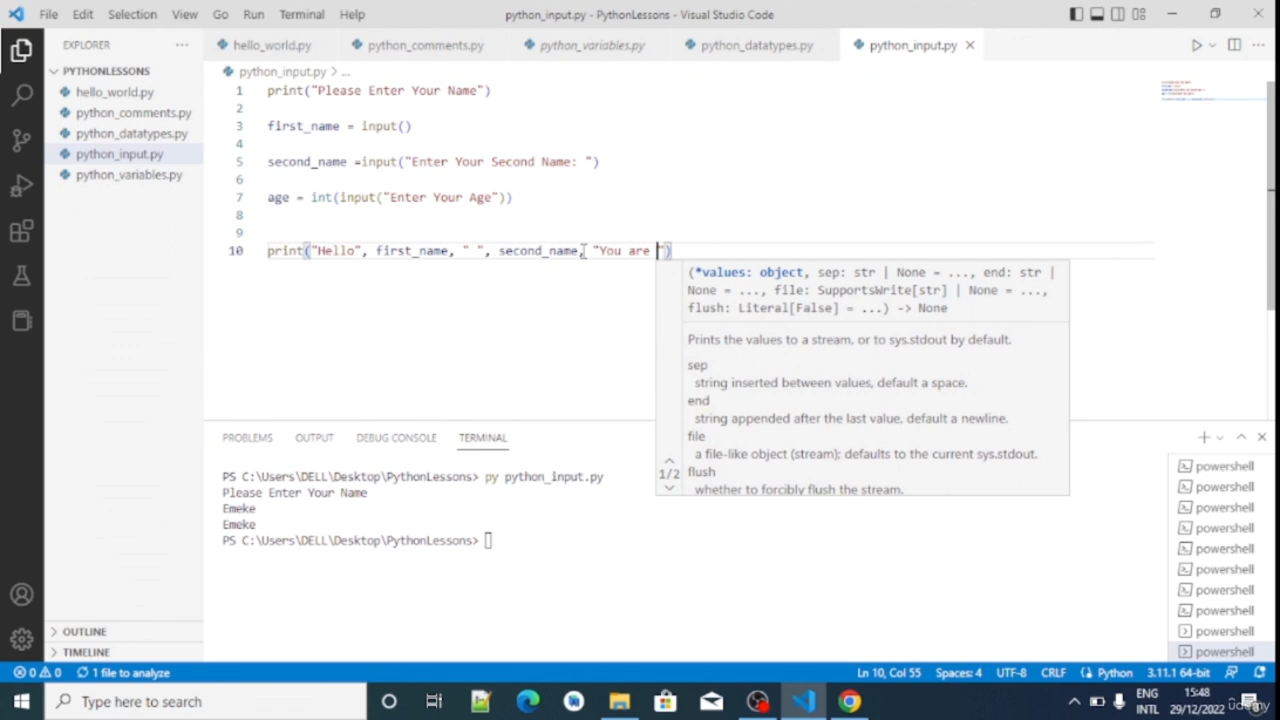 File Edit Selection View Go Run Terminal Help python_input.py - PythonLessons - Visual Studio Code
EXPLORER
hello_world.py python_comments.py python_variables.py python_datatypes.py python_input.py
PYTHONLESSONS
hello_world.py
python_comments.py
python_datatypes.py
python_input.py
python_variables.py
python_input.py > ...
1 print("Please Enter Your Name")
2
3 first_name = input()
4
5 second_name =input("Enter Your Second Name: ")
6
7 age = int(input("Enter Your Age"))
8
9
10 print("Hello", first_name, " ", second_name, "You are ")
(*values: object, sep: str | None = ..., end: str |
None = ..., file: SupportsWrite[str] | None = ...,
flush: Literal[False] = ...) -> None
Prints the values to a stream, or to sys.stdout by default.
sep
string inserted between values, default a space.
end
string appended after the last value, default a newline.
file
a file-like object (stream); defaults to the current sys.stdout.
flush
whether to forcibly flush the stream.
1/2
PROBLEMS OUTPUT DEBUG CONSOLE TERMINAL
PS C:\Users\DELL\Desktop\PythonLessons> py python_input.py
Please Enter Your Name
Emeke
Emeke
PS C:\Users\DELL\Desktop\PythonLessons>
powershell
powershell
powershell
powershell
powershell
powershell
powershell
powershell
powershell
powershell
OUTLINE
TIMELINE
0 0 1 file to analyze Ln 10, Col 55 Spaces: 4 UTF-8 CRLF Python 3.11.1 64-bit
Type here to search
ENG
INTL
15:48
29/12/2022
udemy